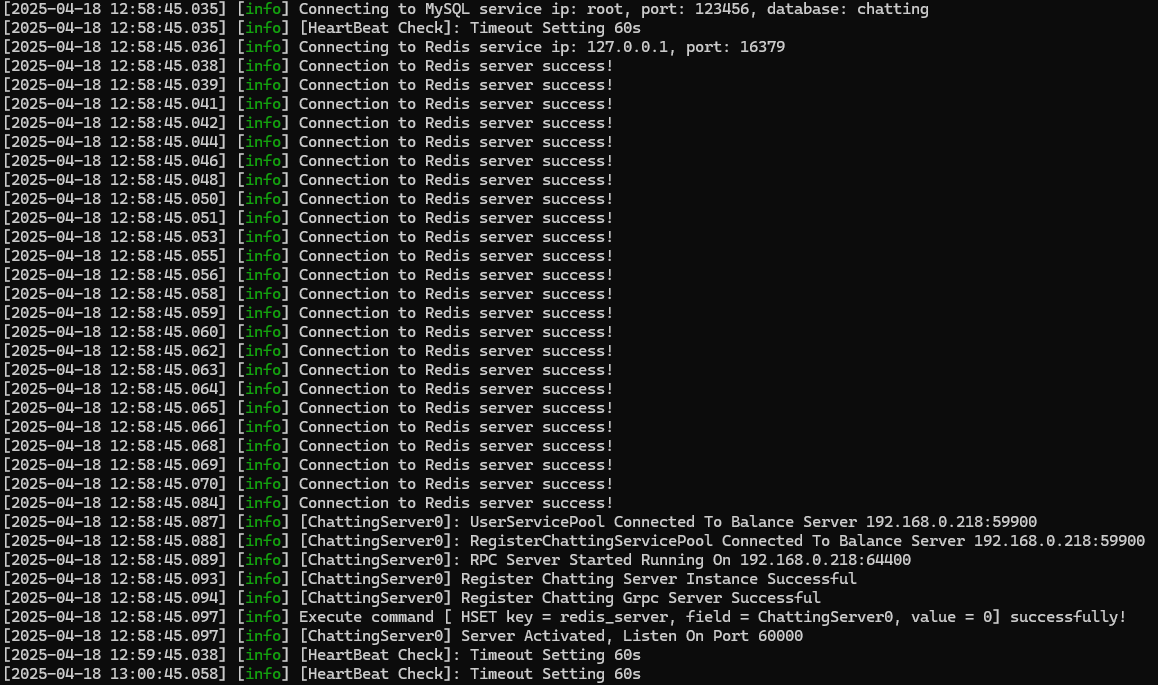 [2025-04-18 12:58:45.035] [info] Connecting to MySQL service ip: root, port: 123456, database: chatting
[2025-04-18 12:58:45.035] [info] [HeartBeat Check]: Timeout Setting 60s
[2025-04-18 12:58:45.036] [info] Connecting to Redis service ip: 127.0.0.1, port: 16379
[2025-04-18 12:58:45.038] [info] Connection to Redis server success!
[2025-04-18 12:58:45.039] [info] Connection to Redis server success!
[2025-04-18 12:58:45.041] [info] Connection to Redis server success!
[2025-04-18 12:58:45.042] [info] Connection to Redis server success!
[2025-04-18 12:58:45.044] [info] Connection to Redis server success!
[2025-04-18 12:58:45.046] [info] Connection to Redis server success!
[2025-04-18 12:58:45.048] [info] Connection to Redis server success!
[2025-04-18 12:58:45.050] [info] Connection to Redis server success!
[2025-04-18 12:58:45.051] [info] Connection to Redis server success!
[2025-04-18 12:58:45.053] [info] Connection to Redis server success!
[2025-04-18 12:58:45.055] [info] Connection to Redis server success!
[2025-04-18 12:58:45.056] [info] Connection to Redis server success!
[2025-04-18 12:58:45.058] [info] Connection to Redis server success!
[2025-04-18 12:58:45.059] [info] Connection to Redis server success!
[2025-04-18 12:58:45.060] [info] Connection to Redis server success!
[2025-04-18 12:58:45.062] [info] Connection to Redis server success!
[2025-04-18 12:58:45.063] [info] Connection to Redis server success!
[2025-04-18 12:58:45.064] [info] Connection to Redis server success!
[2025-04-18 12:58:45.065] [info] Connection to Redis server success!
[2025-04-18 12:58:45.066] [info] Connection to Redis server success!
[2025-04-18 12:58:45.068] [info] Connection to Redis server success!
[2025-04-18 12:58:45.069] [info] Connection to Redis server success!
[2025-04-18 12:58:45.070] [info] Connection to Redis server success!
[2025-04-18 12:58:45.084] [info] Connection to Redis server success!
[2025-04-18 12:58:45.087] [info] [ChattingServer0]: UserServicePool Connected To Balance Server 192.168.0.218:59900
[2025-04-18 12:58:45.088] [info] [ChattingServer0]: RegisterChattingServicePool Connected To Balance Server 192.168.0.218:59900
[2025-04-18 12:58:45.089] [info] [ChattingServer0]: RPC Server Started Running On 192.168.0.218:64400
[2025-04-18 12:58:45.093] [info] [ChattingServer0] Register Chatting Server Instance Successful
[2025-04-18 12:58:45.094] [info] [ChattingServer0] Register Chatting Grpc Server Successful
[2025-04-18 12:58:45.097] [info] Execute command [ HSET key = redis_server, field = ChattingServer0, value = 0] successfully!
[2025-04-18 12:58:45.097] [info] [ChattingServer0] Server Activated, Listen On Port 60000
[2025-04-18 12:59:45.038] [info] [HeartBeat Check]: Timeout Setting 60s
[2025-04-18 13:00:45.058] [info] [HeartBeat Check]: Timeout Setting 60s